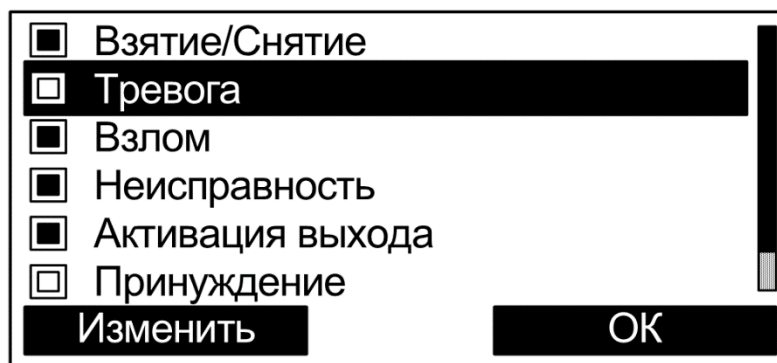 Взятие/Снятие
Тревога
Взлом
Неисправность
Активация выхода
Принуждение
Изменить ОК